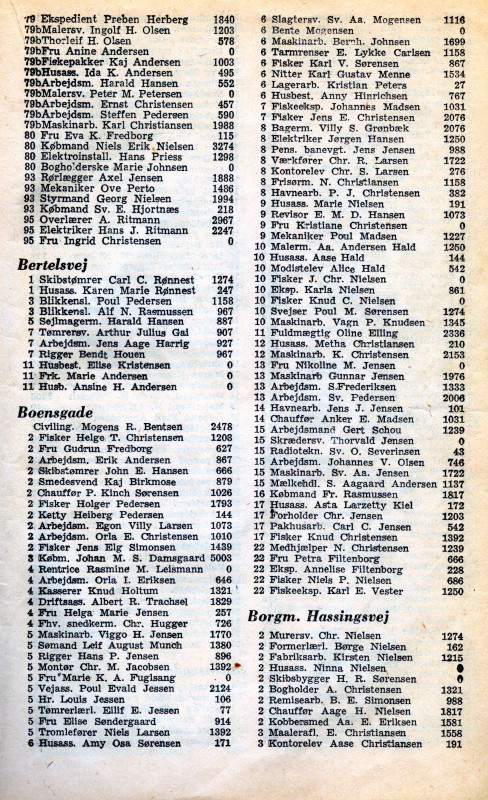 79 Ekspedient Preben Herberg 1840
79bMalersv. Ingolf H. Olsen 1203
79bThorleif H. Olsen 578
79bFru Anine Andersen 0
79bFiskepakker Kaj Andersen 1003
79bHusass. Ida K. Andersen 495
79bArbejdsm. Harald Hansen 552
79bMalersv. Peter M. Petersen 0
79bArbejdsm. Ernst Christensen 457
79bArbejdsm. Steffen Pedersen 590
79bMaskinarb. Karl Christiansen 1988
80 Fru Eva K. Fredborg 115
80 Købmand Niels Erik Nielsen 3274
80 Elektroinstall. Hans Priess 1298
80 Bogholderske Marie Johnsen 0
93 Rørlægger Axel Jensen 1888
93 Mekaniker Ove Perto 1486
93 Styrmand Georg Nielsen 1994
93 Købmand Sv. E. Hjortnæs 218
95 Overlærer A. Ritmann 2967
95 Elektriker Hans J. Ritmann 2247
95 Fru Ingrid Christensen 0
Bertelsvej
1 Skibstømrer Carl C. Rønnest 1274
1 Husass. Karen Marie Rønnest 247
3 Blikkensl. Poul Pedersen 1158
3 Blikkensl. Alf N. Rasmussen 967
5 Sejlmagerm. Harald Hansen 887
7 Tømrersv. Arthur Julius Gai 907
7 Arbejdsm. Jens Aage Harrig 927
7 Rigger Bendt Houen 967
11 Husbest. Elise Kristensen 0
11 Frk. Marie Andersen 0
11 Husb. Ansine H. Andersen 0
Boensgade
Civiling. Mogens R. Bentsen 2478
2 Fisker Helge T. Christensen 1208
2 Fru Gudrun Fredborg 627
2 Arbejdsm. Erik Andersen 867
2 Skibstømrer John E. Hansen 666
2 Smedesvend Kaj Birkmose 879
2 Chauffør P. Kinch Sørensen 1026
2 Fisker Holger Pedersen 1793
2 Ketty Helberg Pedersen 144
2 Arbejdsm. Egon Villy Larsen 1073
2 Arbejdsm. Orla E. Christensen 1010
2 Fisker Jens Elg Simonsen 1439
3 Købm. Johan M. S. Damsgaard 5003
4 Rentrice Rasmine M. Leismann 0
4 Arbejdsm. Orla I. Eriksen 646
4 Kasserer Knud Holtum 1321
4 Driftsass. Albert R. Trachsel 1829
4 Fru Helga Marie Jensen 257
4 Fhv. snedkerm. Chr. Hugger 726
5 Maskinarb. Viggo H. Jensen 1770
5 Sømand Leif August Munch 1380
5 Rigger Hans P. Jensen 896
5 Montør Chr. M. Jacobsen 1392
5 Fru Marie K. A. Fuglsang 0
5 Vejass. Poul Evald Jessen 2124
5 Hr. Louis Jessen 106
5 Tømrerlærl. Eilif E. Jessen 77
5 Fru Elise Søndergaard 914
5 Tromlefører Niels Larsen 1392
6 Husass. Amy Osa Sørensen 171
6 Slagtersv. Sv. Aa. Mogensen 1116
6 Bente Mogensen 0
6 Maskinarb. Bernh. Johnsen 1699
6 Tarmrenser E. Lykke Carlsen 1158
6 Fisker Karl V. Sørensen 867
6 Nitter Karl Gustav Menne 1534
6 Lagerarb. Kristian Peters 27
6 Husbest. Anny Hinrichsen 767
7 Fiskeeksp. Johannes Madsen 1031
7 Fisker Jens E. Christensen 2076
8 Bagerm. Villy S. Grønbæk 2076
8 Elektriker Jens Jørgen Hansen 1250
8 Pens. banevgt. Jens Jensen 988
8 Værkfører Chr. R. Larsen 1722
8 Kontorelev Chr. S. Larsen 276
8 Frisørm. N. Christiansen 1158
8 Havnearb. P. J. Christensen 382
9 Husass. Marie Nielsen 191
9 Revisor E. M. D. Hansen 1073
9 Fru Kristiane Christensen 0
9 Mekaniker Poul Madsen 1227
10 Malerm. Aa. Andersen Hald 1250
10 Husass. Aase Hald 144
10 Modistelev Alice Hald 542
10 Fisker J. Chr. Nielsen 0
10 Eksp. Karla Nielsen 861
10 Fisker Knud C. Nielsen 0
10 Svejser Poul M. Sørensen 1274
10 Maskinarb. Vagn P. Knudsen 1345
11 Fuldmægtig Oline Elling 2336
12 Husass. Metha Christiansen 210
12 Maskinarb. K. Christensen 2153
13 Fru Nikoline M. Jensen 0
13 Maskinarb Gunnar Jensen 1976
13 Arbejdsm. S.Frederiksen 1333
13 Arbejdsm. Sv. Pedersen 2006
14 Havnearb. Jens J. Jensen 101
14 Chauffør Anker E. Madsen 1031
15 Arbejdsmand Gert Schou 1239
15 Skrædersv. Thorvald Jensen 0
15 Radiotekn. Sv. O. Severinsen 43
15 Arbejdsm. Johannes V. Olsen 746
15 Maskinarb. Sv. Aa. Jensen 1722
15 Mælkehdl. S. Aagaard Andersen 1137
16 Købmand Fr. Rasmussen 1817
17 Husass. Asta Larzetty Kiel 172
17 Forholder Chr. Jensen 1203
17 Pakhusarb. Carl C. Jensen 542
17 Fisker Knud Christensen 1392
22 Medhjælper N. Christensen 1239
22 Fru Petra Filtenborg 666
22 Eksp. Annelise Filtenborg 228
22 Fisker Niels P. Nielsen 686
22 Fiskeeksp. Karl E. Vester 1250
Borgm. Hassingsvej
2 Murersv. Chr. Nielsen 1274
2 Formerlærl. Børge Nielsen 162
2 Fabriksarb. Kirsten Nielsen 1215
2 Husass. Ninna Nielsen 0
2 Skibsbygger H. R. Sørensen 0
2 Bogholder A. Christensen 1321
2 Remisearb. B. E. Simonsen 988
2 Chauffør Aage H. Nielsen 1817
2 Kobbersmed Aa. E. Eriksen 1581
3 Maalerafl. E. Christensen 1558
3 Kontorelev Aase Christensen 191